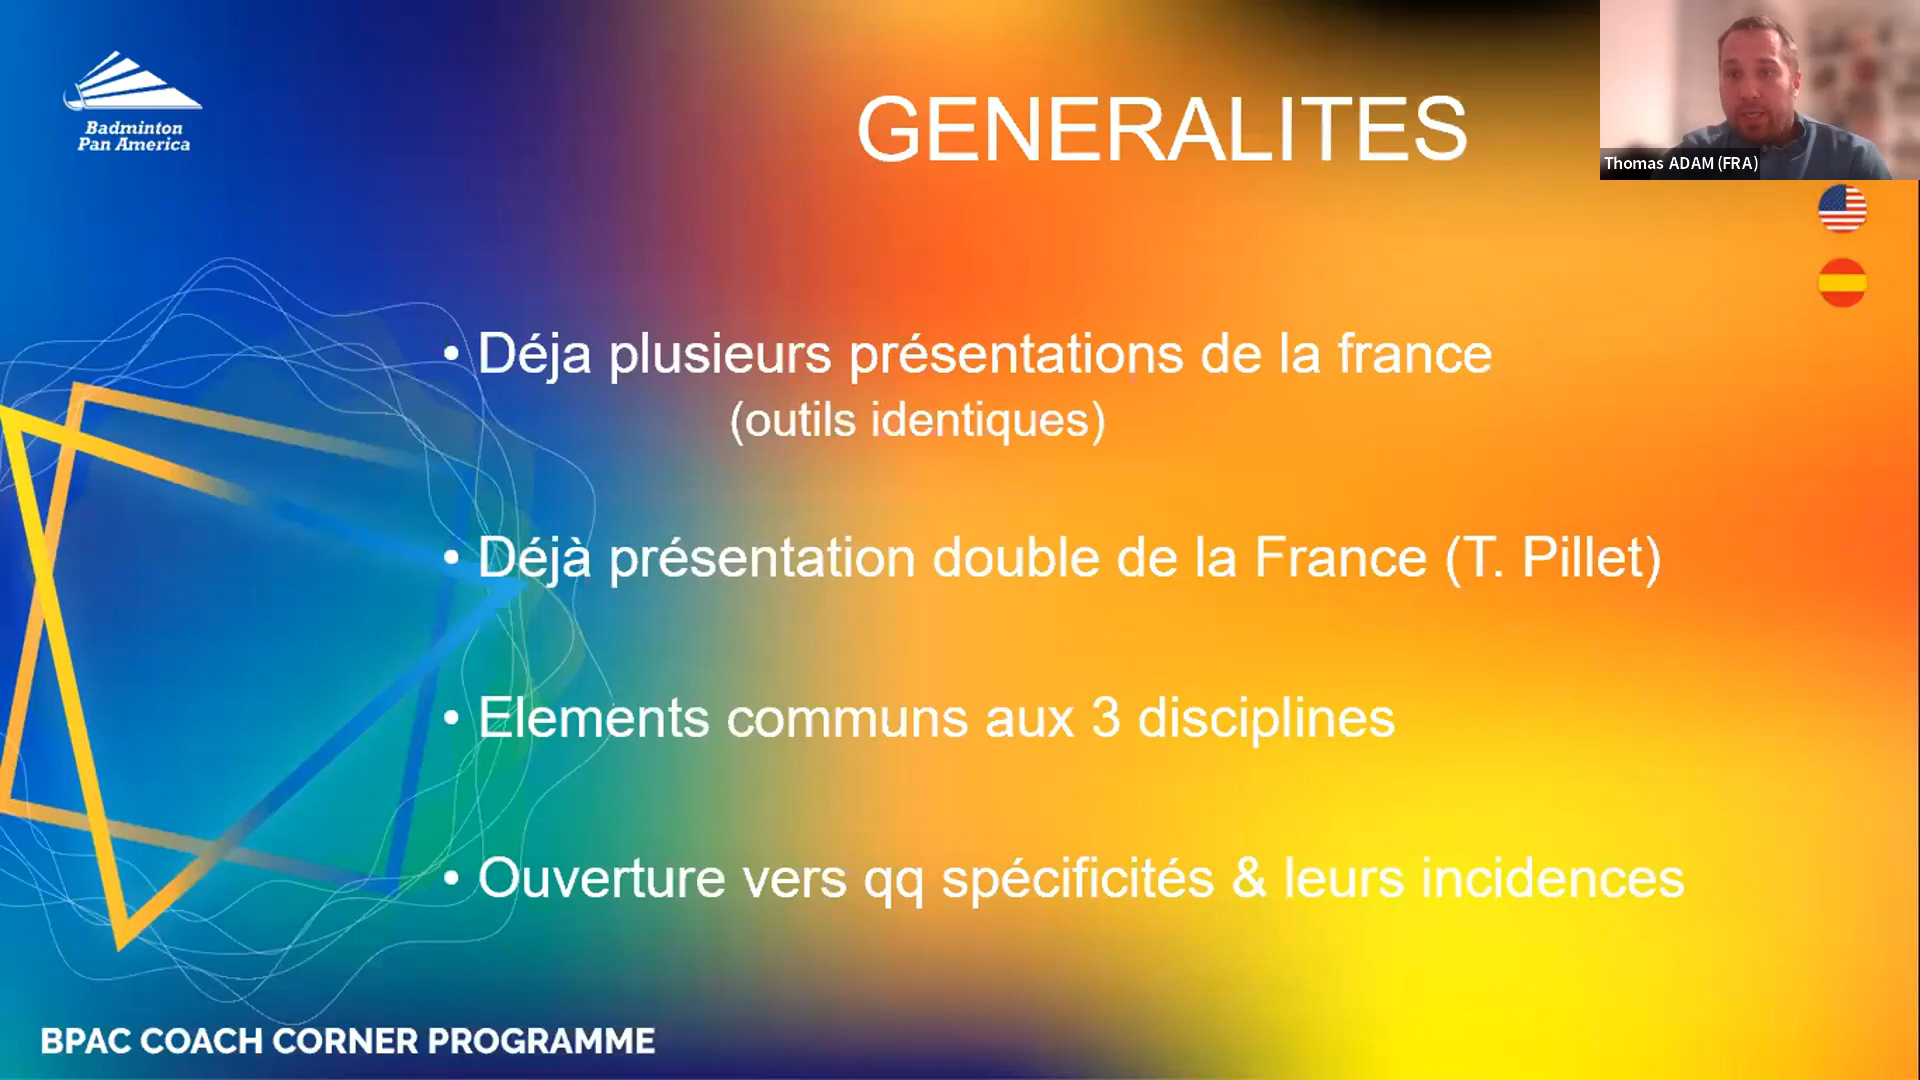 Badminton
Pan America
GENERALITES
Thomas ADAM (FRA)
• Déja plusieurs présentations de la france
(outils identiques)
• Déjà présentation double de la France (T. Pillet)
• Elements communs aux 3 disciplines
• Ouverture vers qq spécificités & leurs incidences
BPAC COACH CORNER PROGRAMME